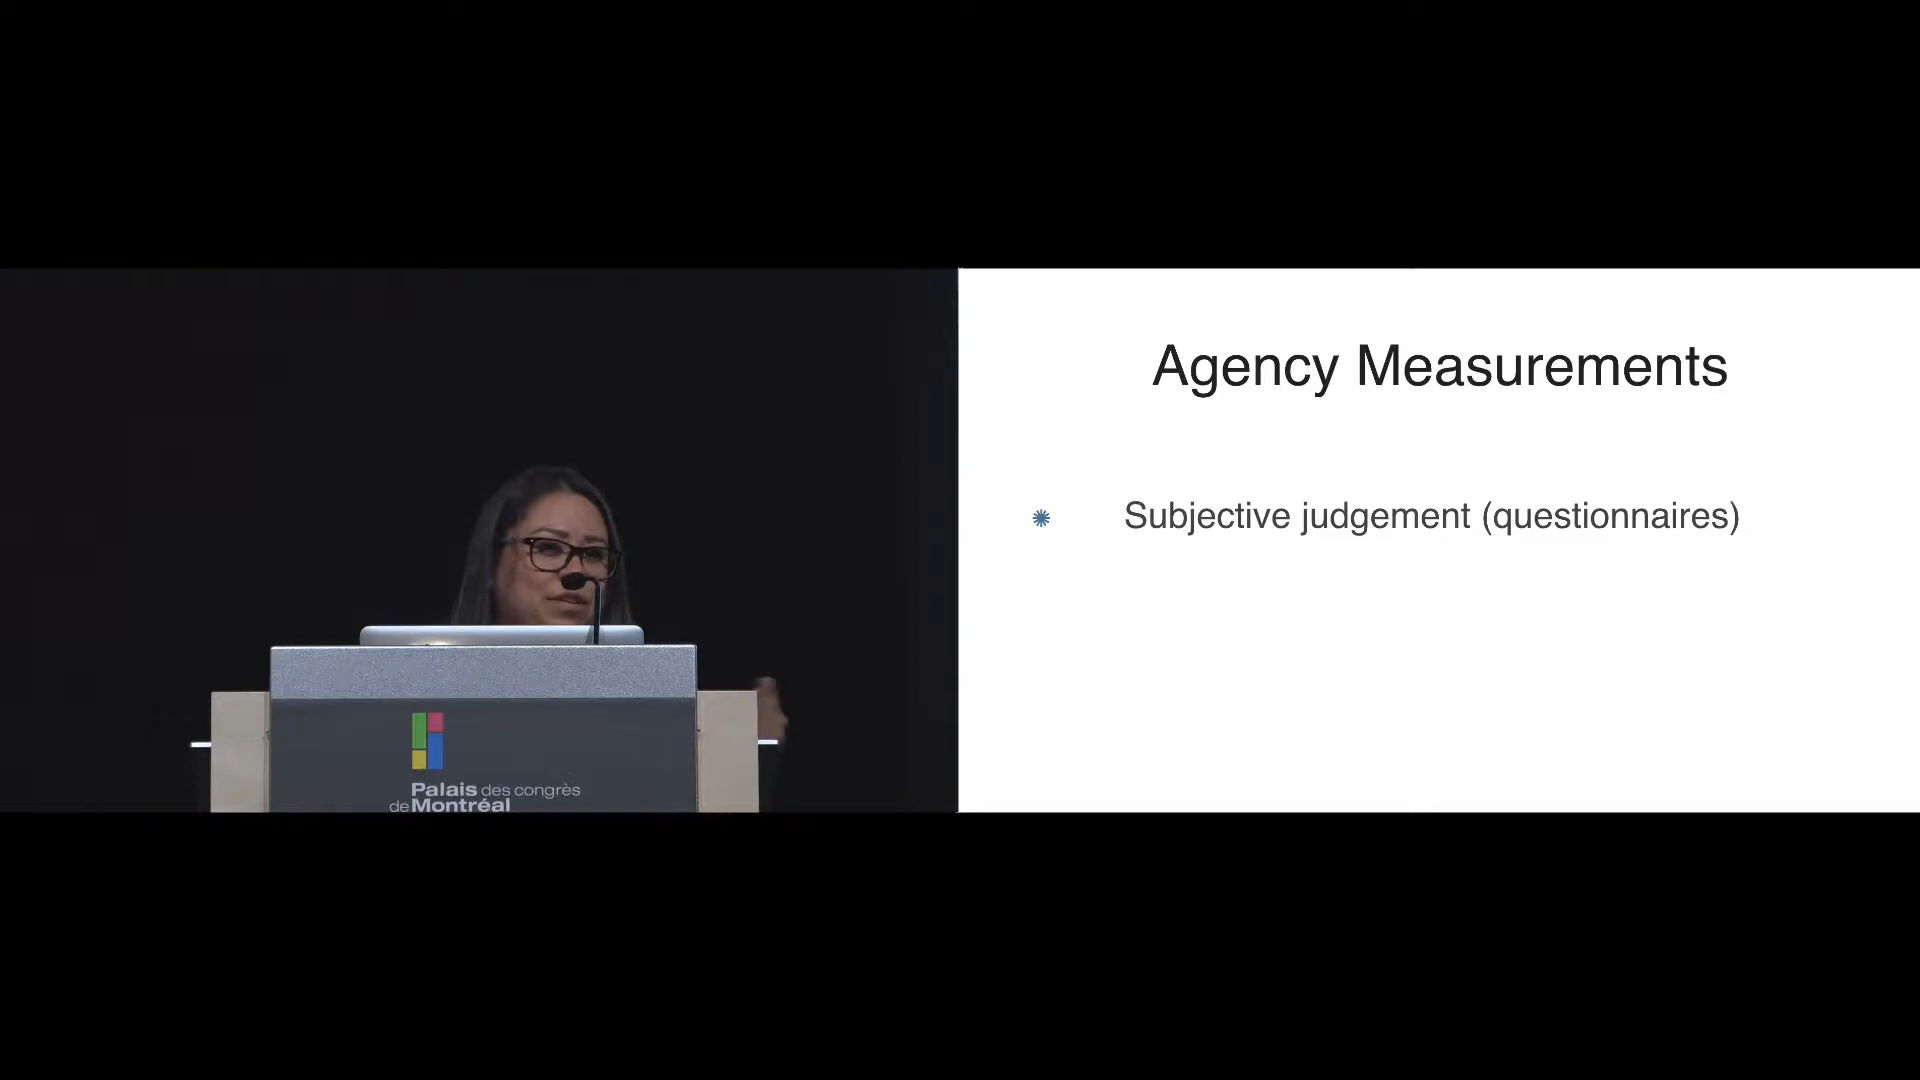 Agency Measurements
Subjective judgement (questionnaires)
Palais des congrès
de Montréal